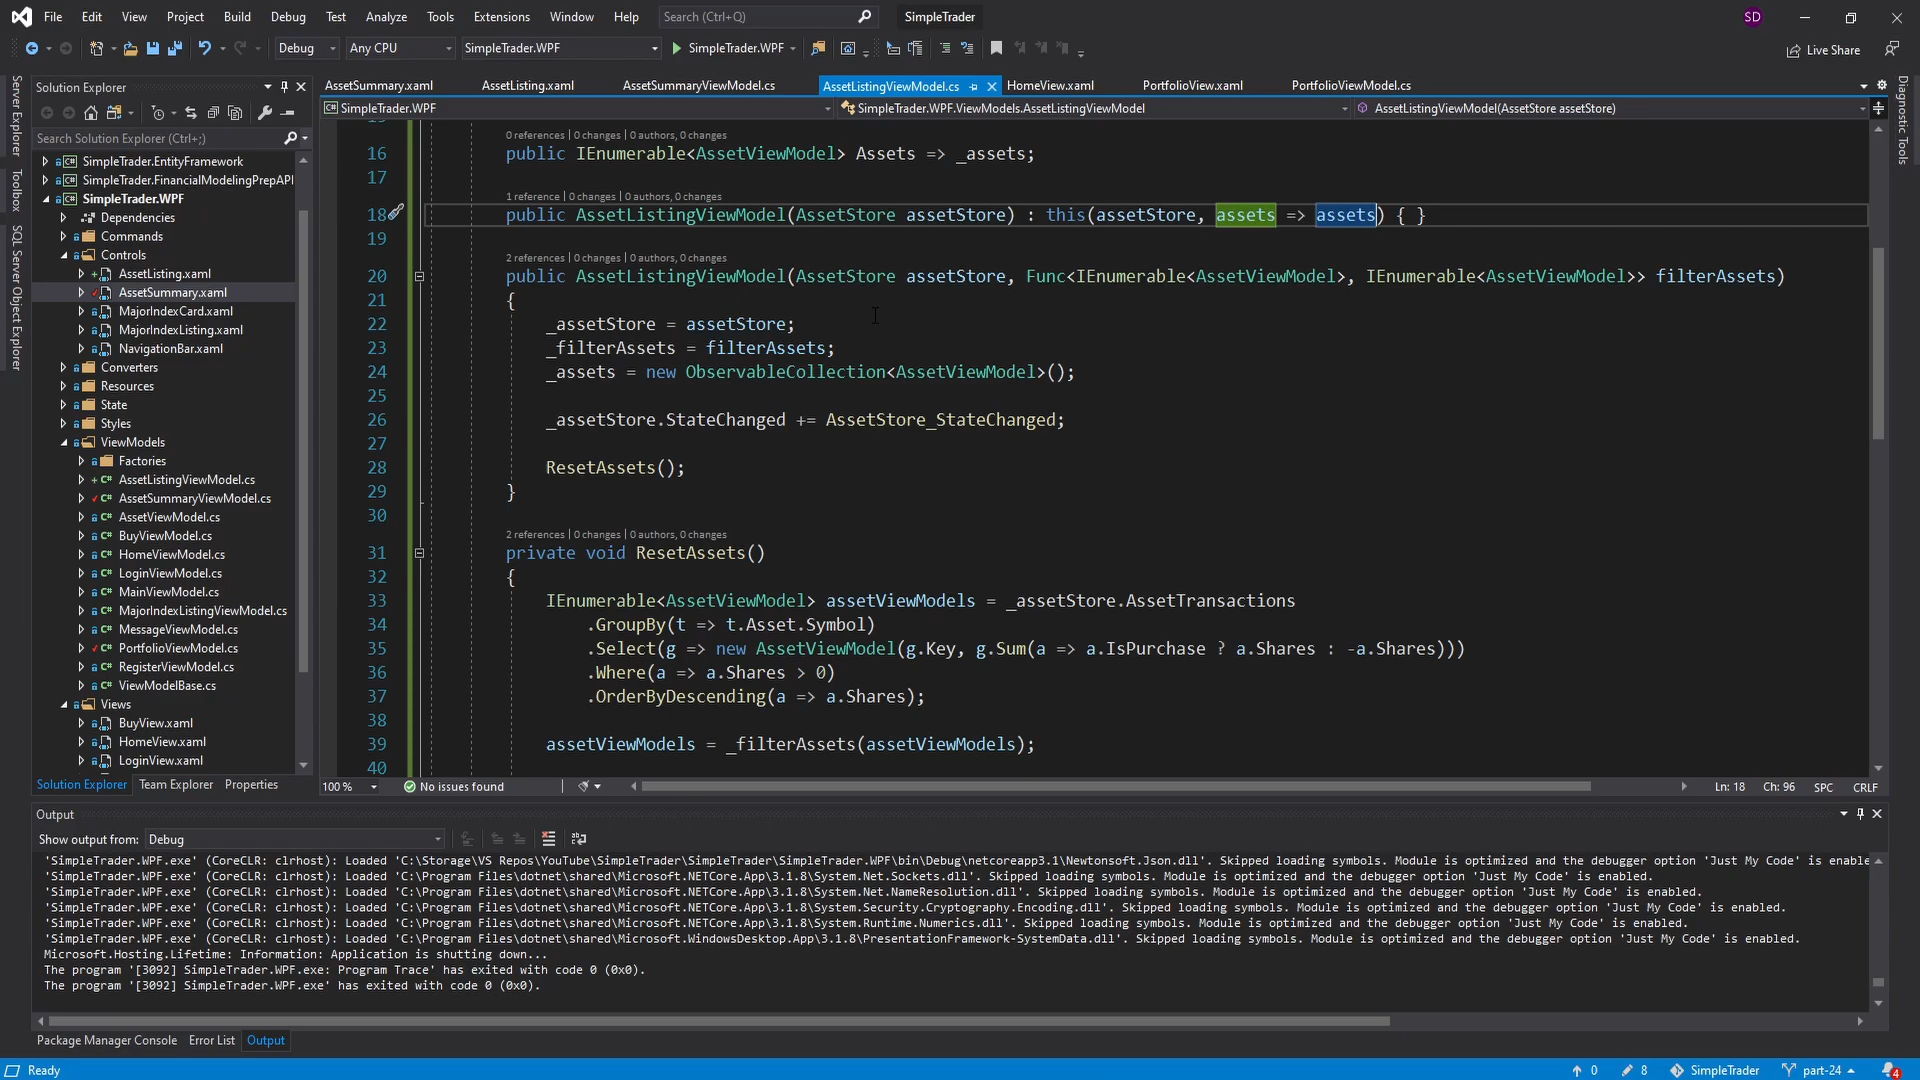 File Edit View Project Build Debug Test Analyze Tools Extensions Window Help Search (Ctrl+Q) SimpleTrader SD
Debug Any CPU SimpleTrader.WPF SimpleTrader.WPF Live Share
Server Explorer
Toolbox
SQL Server Object Explorer
Solution Explorer
Search Solution Explorer (Ctrl+;)
SimpleTrader.EntityFramework
SimpleTrader.FinancialModelingPrepAPI
SimpleTrader.WPF
Dependencies
Commands
Controls
AssetListing.xaml
AssetSummary.xaml
MajorIndexCard.xaml
MajorIndexListing.xaml
NavigationBar.xaml
Converters
Resources
State
Styles
ViewModels
Factories
AssetListingViewModel.cs
AssetSummaryViewModel.cs
AssetViewModel.cs
BuyViewModel.cs
HomeViewModel.cs
LoginViewModel.cs
MainViewModel.cs
MajorIndexListingViewModel.cs
MessageViewModel.cs
PortfolioViewModel.cs
RegisterViewModel.cs
ViewModelBase.cs
Views
BuyView.xaml
HomeView.xaml
LoginView.xaml
Solution Explorer Team Explorer Properties
AssetSummary.xaml AssetListing.xaml AssetSummaryViewModel.cs AssetListingViewModel.cs HomeView.xaml PortfolioView.xaml PortfolioViewModel.cs
SimpleTrader.WPF SimpleTrader.WPF.ViewModels.AssetListingViewModel AssetListingViewModel(AssetStore assetStore)
0 references | 0 changes | 0 authors, 0 changes
16 public IEnumerable<AssetViewModel> Assets => _assets;
17
1 reference | 0 changes | 0 authors, 0 changes
18 public AssetListingViewModel(AssetStore assetStore) : this(assetStore, assets => assets) { }
19
2 references | 0 changes | 0 authors, 0 changes
20 public AssetListingViewModel(AssetStore assetStore, Func<IEnumerable<AssetViewModel>, IEnumerable<AssetViewModel>> filterAssets)
21 {
22 _assetStore = assetStore;
23 _filterAssets = filterAssets;
24 _assets = new ObservableCollection<AssetViewModel>();
25
26 _assetStore.StateChanged += AssetStore_StateChanged;
27
28 ResetAssets();
29 }
30
2 references | 0 changes | 0 authors, 0 changes
31 private void ResetAssets()
32 {
33 IEnumerable<AssetViewModel> assetViewModels = _assetStore.AssetTransactions
34 .GroupBy(t => t.Asset.Symbol)
35 .Select(g => new AssetViewModel(g.Key, g.Sum(a => a.IsPurchase ? a.Shares : -a.Shares)))
36 .Where(a => a.Shares > 0)
37 .OrderByDescending(a => a.Shares);
38
39 assetViewModels = _filterAssets(assetViewModels);
40
100 % No issues found Ln: 18 Ch: 96 SPC CRLF
Diagnostic Tools
Output
Show output from: Debug
'SimpleTrader.WPF.exe' (CoreCLR: clrhost): Loaded 'C:\Storage\VS Repos\YouTube\SimpleTrader\SimpleTrader\SimpleTrader.WPF\bin\Debug\netcoreapp3.1\Newtonsoft.Json.dll'. Skipped loading symbols. Module is optimized and the debugger option 'Just My Code' is enable
'SimpleTrader.WPF.exe' (CoreCLR: clrhost): Loaded 'C:\Program Files\dotnet\shared\Microsoft.NETCore.App\3.1.8\System.Net.Sockets.dll'. Skipped loading symbols. Module is optimized and the debugger option 'Just My Code' is enabled.
'SimpleTrader.WPF.exe' (CoreCLR: clrhost): Loaded 'C:\Program Files\dotnet\shared\Microsoft.NETCore.App\3.1.8\System.Net.NameResolution.dll'. Skipped loading symbols. Module is optimized and the debugger option 'Just My Code' is enabled.
'SimpleTrader.WPF.exe' (CoreCLR: clrhost): Loaded 'C:\Program Files\dotnet\shared\Microsoft.NETCore.App\3.1.8\System.Security.Cryptography.Encoding.dll'. Skipped loading symbols. Module is optimized and the debugger option 'Just My Code' is enabled.
'SimpleTrader.WPF.exe' (CoreCLR: clrhost): Loaded 'C:\Program Files\dotnet\shared\Microsoft.NETCore.App\3.1.8\System.Runtime.Numerics.dll'. Skipped loading symbols. Module is optimized and the debugger option 'Just My Code' is enabled.
'SimpleTrader.WPF.exe' (CoreCLR: clrhost): Loaded 'C:\Program Files\dotnet\shared\Microsoft.WindowsDesktop.App\3.1.8\PresentationFramework-SystemData.dll'. Skipped loading symbols. Module is optimized and the debugger option 'Just My Code' is enabled.
Microsoft.Hosting.Lifetime: Information: Application is shutting down...
The program '[3092] SimpleTrader.WPF.exe: Program Trace' has exited with code 0 (0x0).
The program '[3092] SimpleTrader.WPF.exe' has exited with code 0 (0x0).
Package Manager Console Error List Output
Ready 0 8 SimpleTrader part-24 4